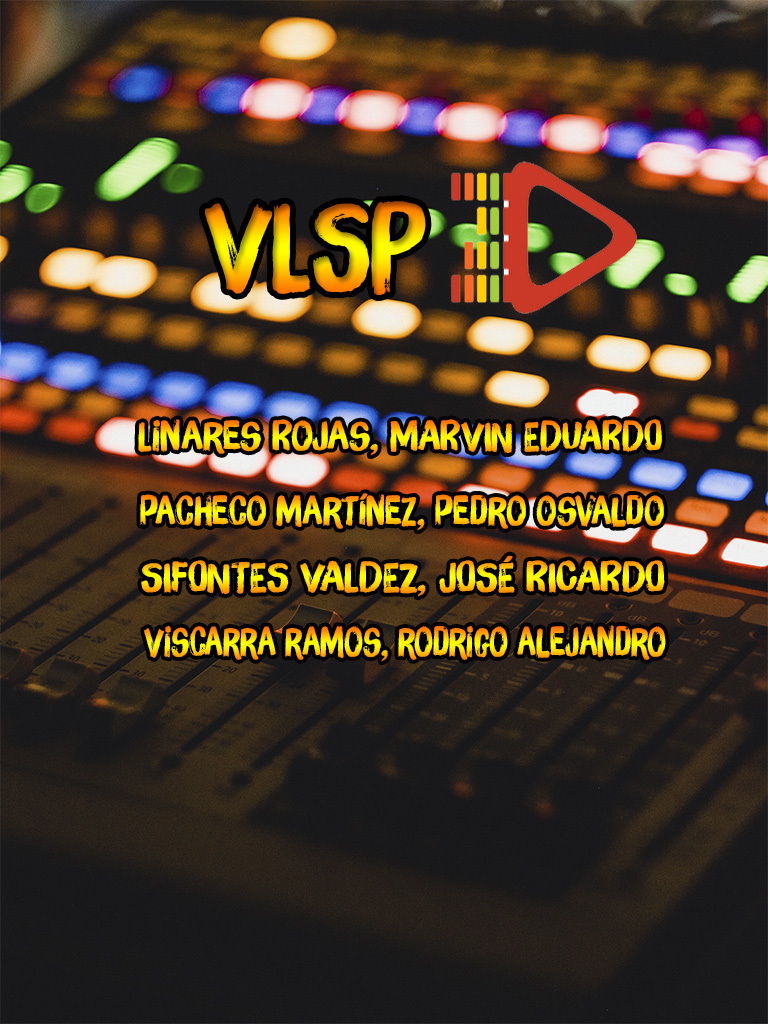 VLSP
LINARES ROJAS, MARVIN EDUARDO
PACHECO MARTÍNEZ, PEDRO OSVALDO
SIFONTES VALDEZ, JOSÉ RICARDO
VISCARRA RAMOS, RODRIGO ALEJANDRO